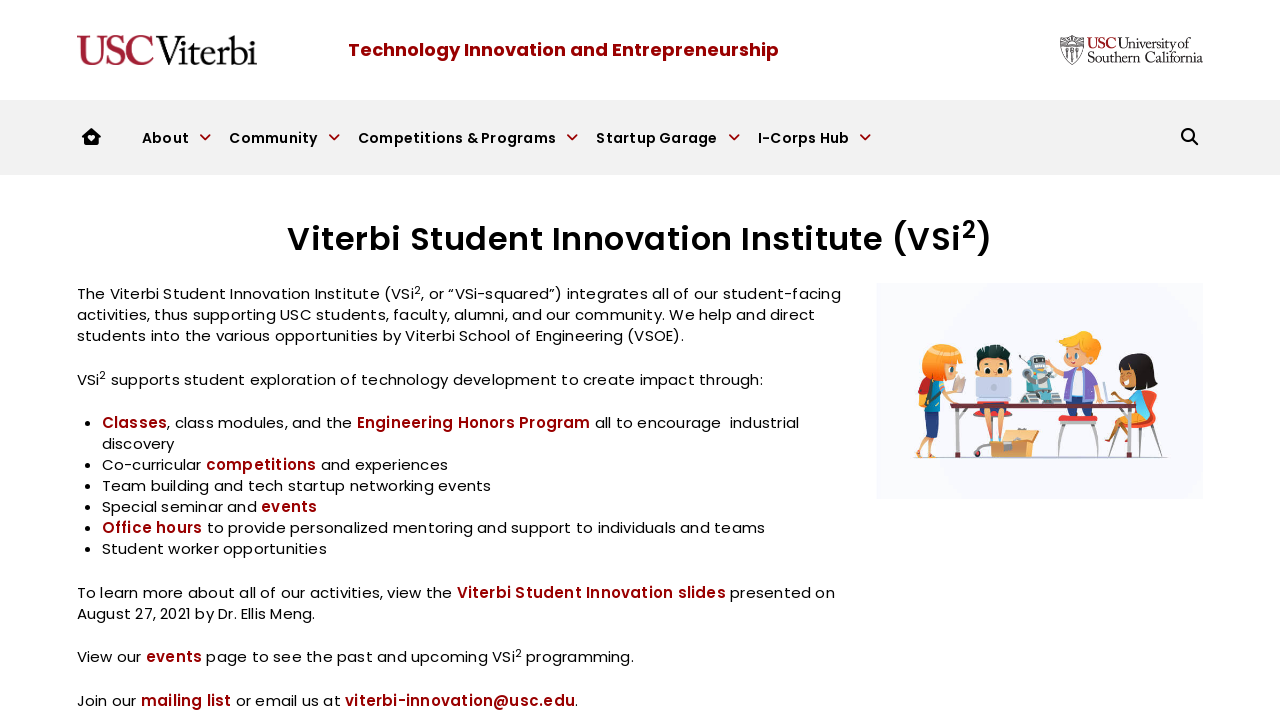 USC Viterbi
Technology Innovation and Entrepreneurship
USC University of
Southern California
About
Community
Competitions & Programs
Startup Garage
I-Corps Hub
Viterbi Student Innovation Institute (VSi²)
The Viterbi Student Innovation Institute (VSi², or “VSi-squared”) integrates all of our student-facing
activities, thus supporting USC students, faculty, alumni, and our community. We help and direct
students into the various opportunities by Viterbi School of Engineering (VSOE).
VSi² supports student exploration of technology development to create impact through:
• Classes, class modules, and the Engineering Honors Program all to encourage  industrial
discovery
• Co-curricular competitions and experiences
• Team building and tech startup networking events
• Special seminar and events
• Office hours to provide personalized mentoring and support to individuals and teams
• Student worker opportunities
To learn more about all of our activities, view the Viterbi Student Innovation slides presented on
August 27, 2021 by Dr. Ellis Meng.
View our events page to see the past and upcoming VSi² programming.
Join our mailing list or email us at viterbi-innovation@usc.edu.